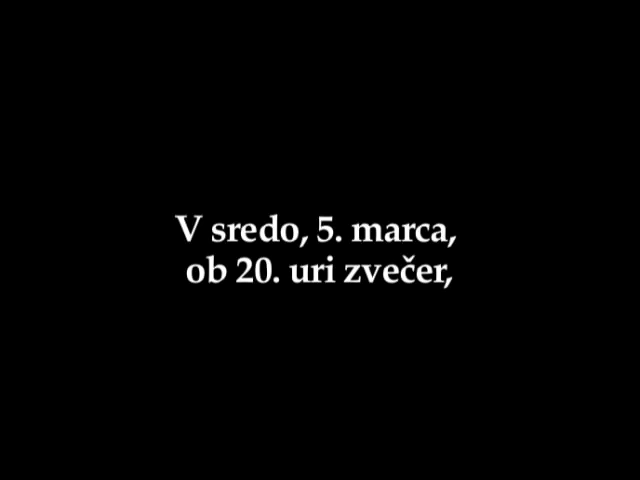 V sredo, 5. marca,
ob 20. uri zvečer,